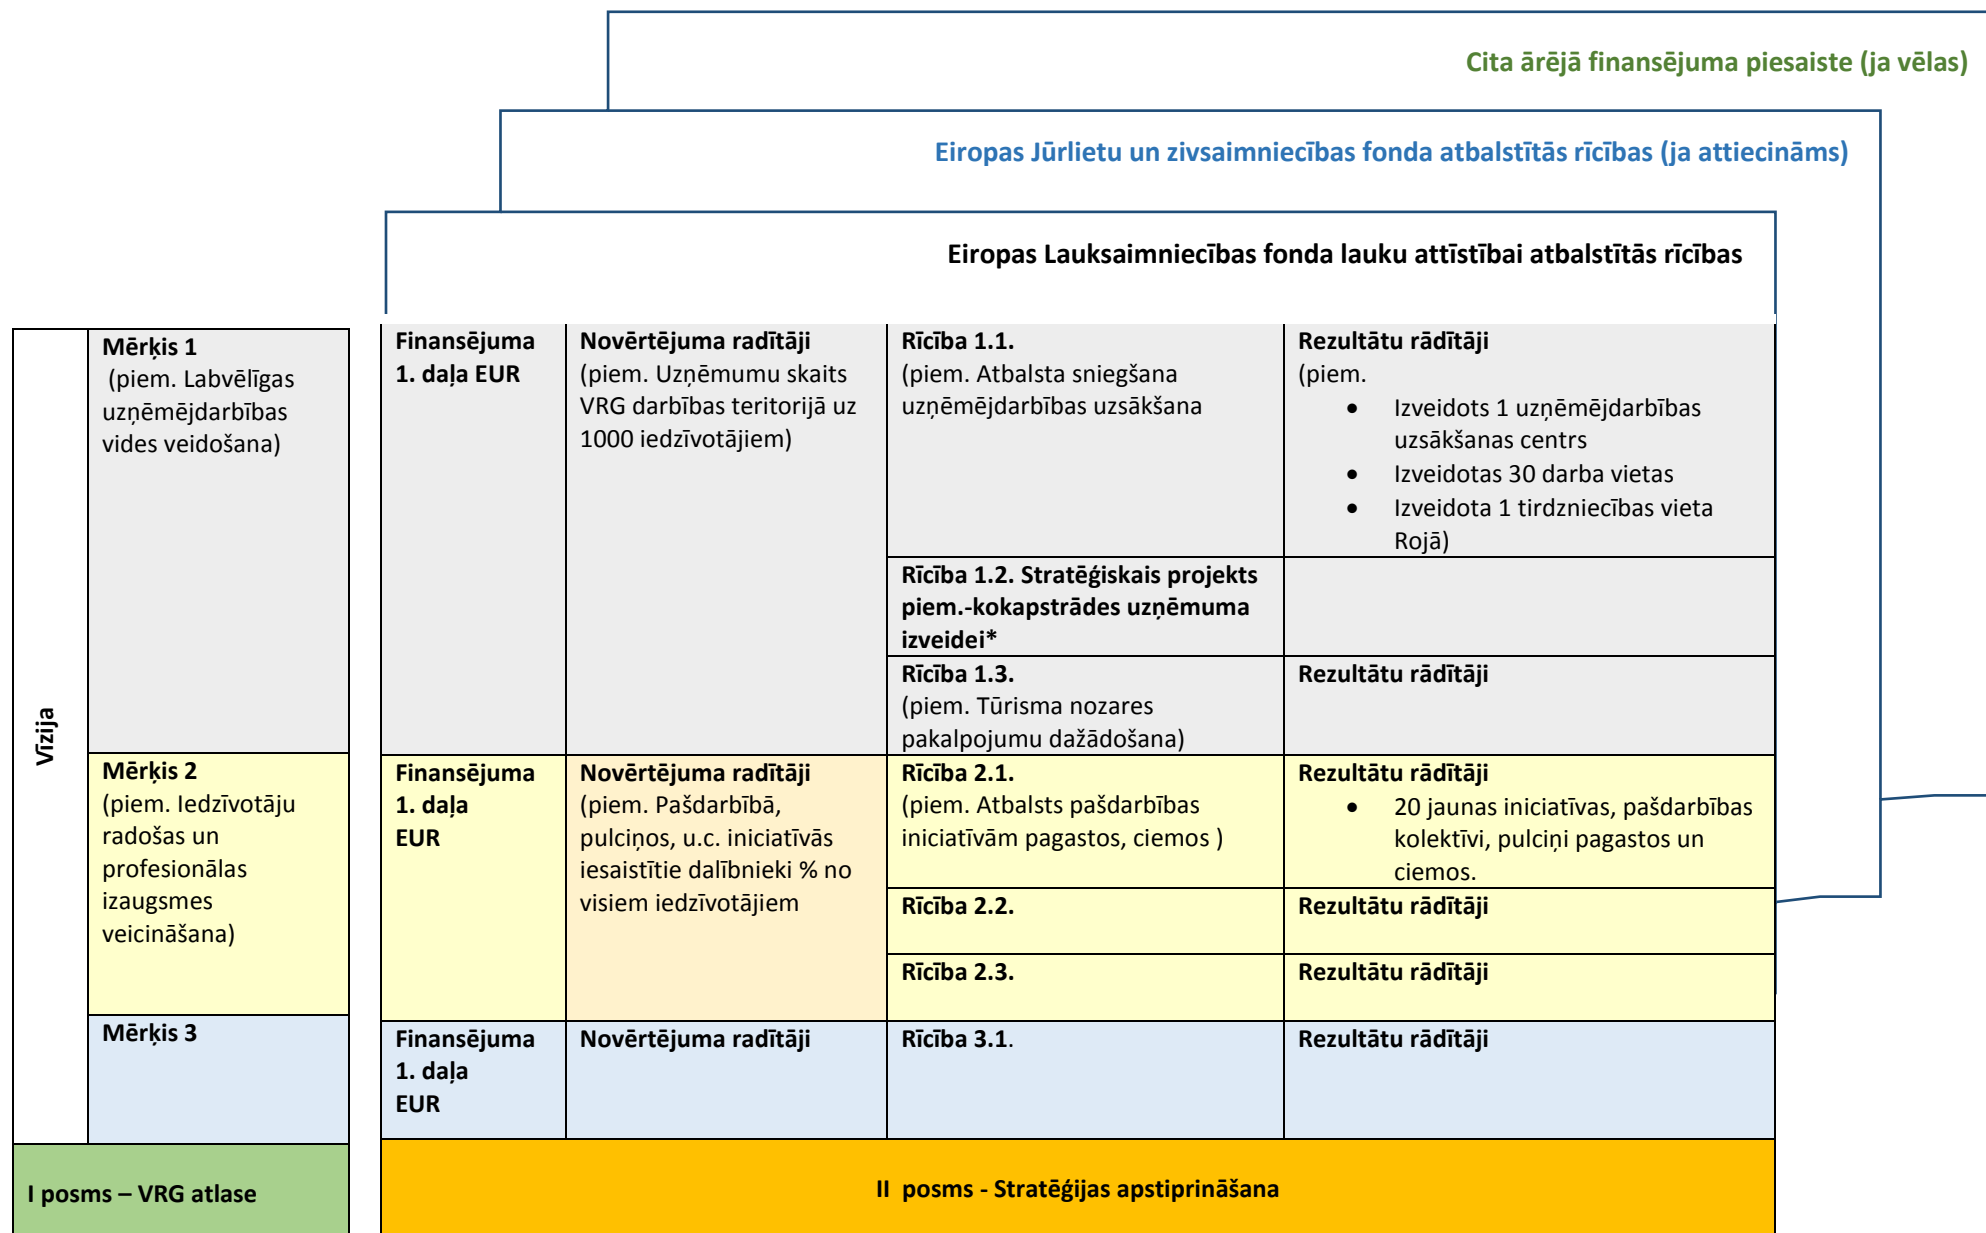 Cita ārējā finansējuma piesaiste (ja vēlas)
Eiropas Jūrlietu un zivsaimniecības fonda atbalstītās rīcības (ja attiecināms)
Eiropas Lauksaimniecības fonda lauku attīstībai atbalstītās rīcības
Vīzija
Mērķis 1
(piem. Labvēlīgas
uzņēmējdarbības
vides veidošana)
Finansējuma
1. daļa EUR
Novērtējuma radītāji
(piem. Uzņēmumu skaits
VRG darbības teritorijā uz
1000 iedzīvotājiem)
Rīcība 1.1.
(piem. Atbalsta sniegšana
uzņēmējdarbības uzsākšana
Rezultātu rādītāji
(piem.
• Izveidots 1 uzņēmējdarbības
uzsākšanas centrs
• Izveidotas 30 darba vietas
• Izveidota 1 tirdzniecības vieta
Rojā)
Rīcība 1.2. Stratēģiskais projekts
piem.-kokapstrādes uzņēmuma
izveidei*
Rīcība 1.3.
(piem. Tūrisma nozares
pakalpojumu dažādošana)
Rezultātu rādītāji
Mērķis 2
(piem. Iedzīvotāju
radošas un
profesionālas
izaugsmes
veicināšana)
Finansējuma
1. daļa
EUR
Novērtējuma radītāji
(piem. Pašdarbībā,
pulciņos, u.c. iniciatīvās
iesaistītie dalībnieki % no
visiem iedzīvotājiem
Rīcība 2.1.
(piem. Atbalsts pašdarbības
iniciatīvām pagastos, ciemos )
Rezultātu rādītāji
• 20 jaunas iniciatīvas, pašdarbības
kolektīvi, pulciņi pagastos un
ciemos.
Rīcība 2.2.
Rezultātu rādītāji
Rīcība 2.3.
Rezultātu rādītāji
Mērķis 3
Finansējuma
1. daļa
EUR
Novērtējuma radītāji
Rīcība 3.1.
Rezultātu rādītāji
I posms – VRG atlase
II posms - Stratēģijas apstiprināšana